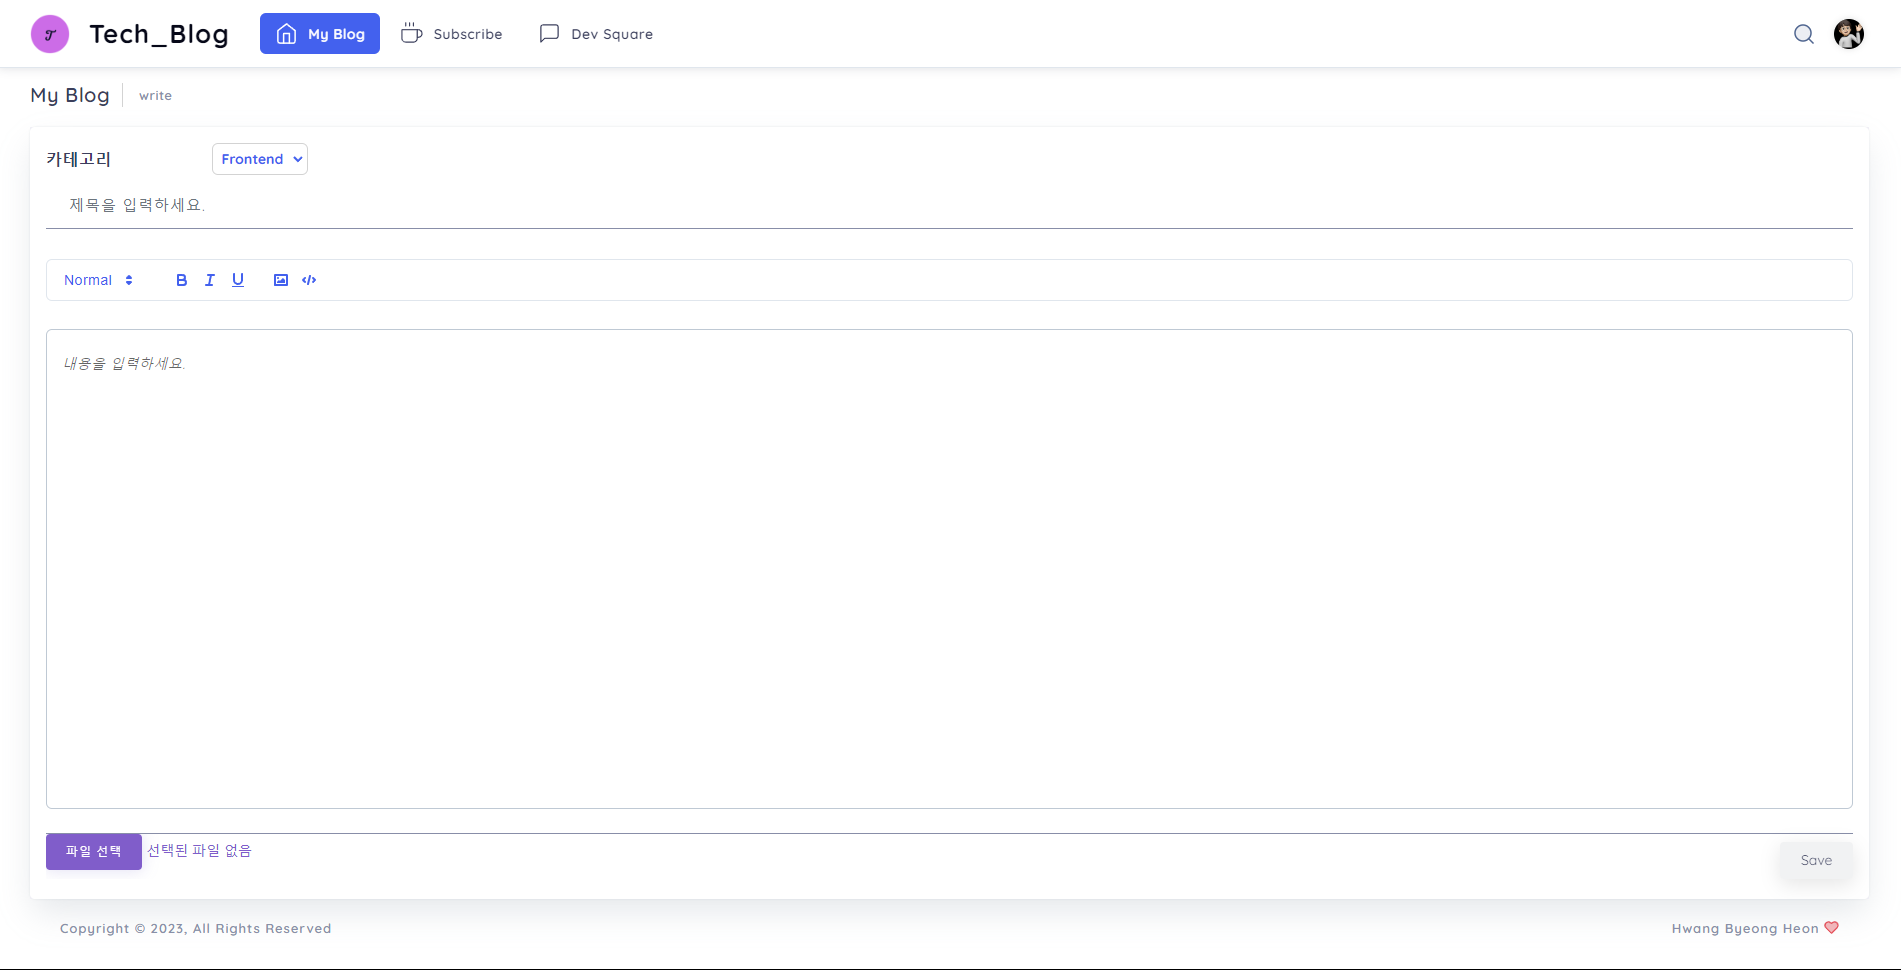 T Tech_Blog My Blog Subscribe Dev Square
My Blog write
카테고리 Frontend
제목을 입력하세요.
Normal B I U
내용을 입력하세요.
파일 선택 선택된 파일 없음
Save
Copyright © 2023, All Rights Reserved Hwang Byeong Heon